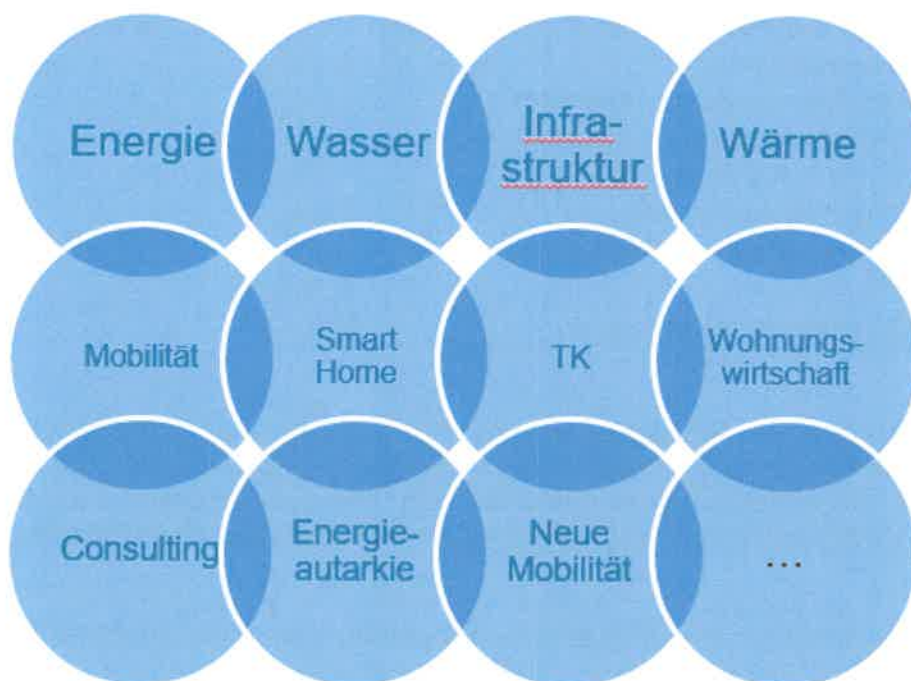 Energie
Wasser
Infra-
struktur
Wärme
Mobilität
Smart
Home
TK
Wohnungs-
wirtschaft
Consulting
Energie-
autarkie
Neue
Mobilität
...